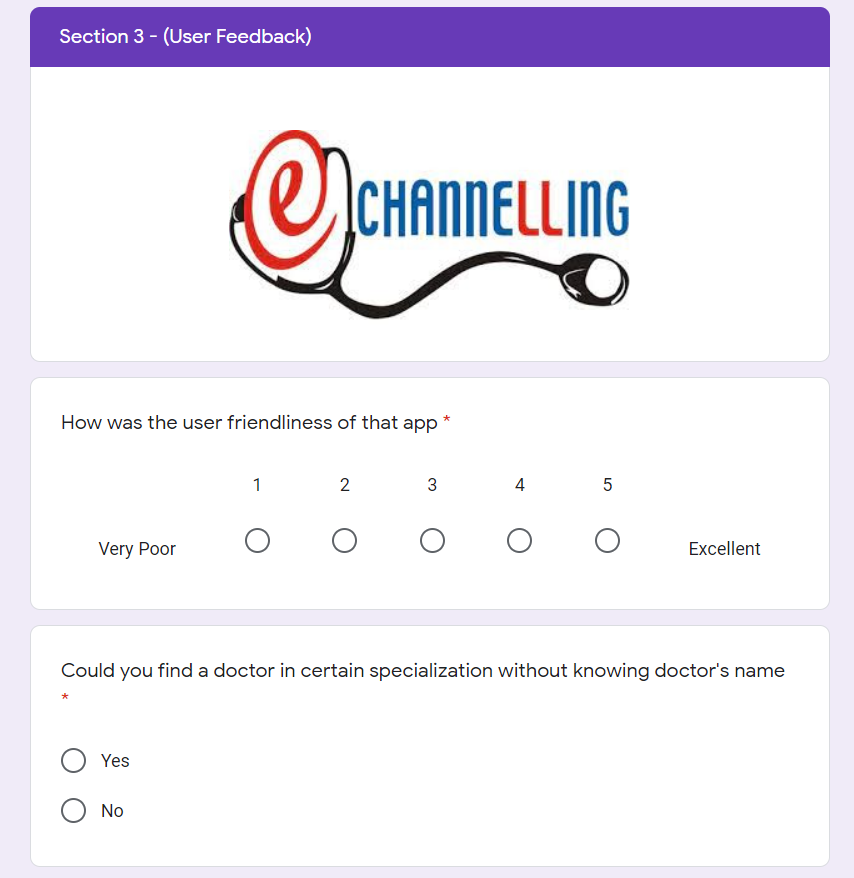 Section 3 - (User Feedback)
e CHANNELLING
How was the user friendliness of that app *
1 2 3 4 5
Very Poor Excellent
Could you find a doctor in certain specialization without knowing doctor's name
*
Yes
No